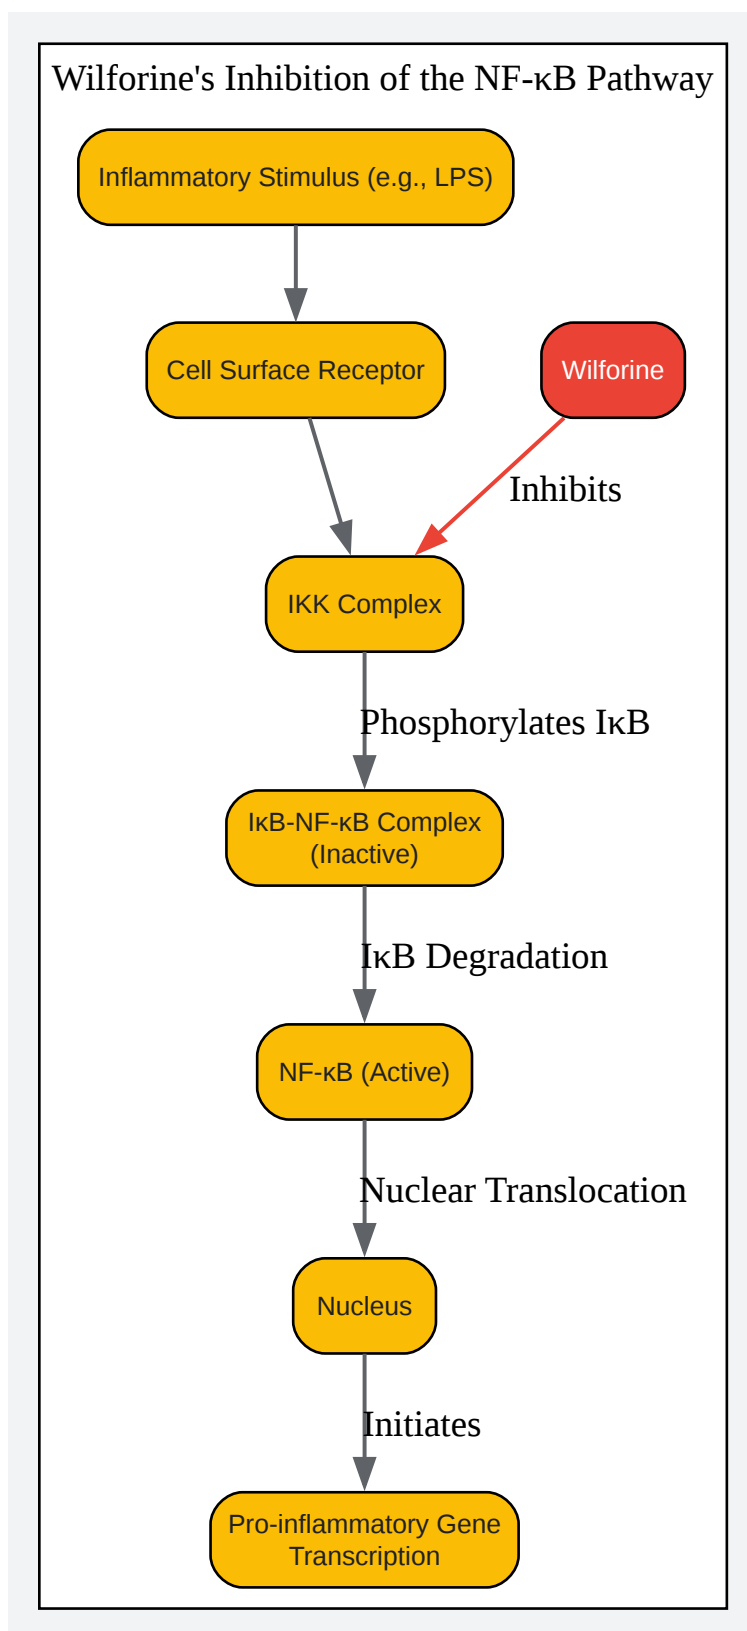 Wilforine's Inhibition of the NF-κB Pathway
Inflammatory Stimulus (e.g., LPS)
Cell Surface Receptor
Wilforine
Inhibits
IKK Complex
Phosphorylates IκB
IκB-NF-κB Complex
(Inactive)
IκB Degradation
NF-κB (Active)
Nuclear Translocation
Nucleus
Initiates
Pro-inflammatory Gene
Transcription